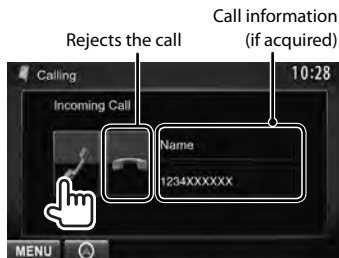 Call information
Rejects the call (if acquired)
Calling 10:28
Incoming Call
Name
1234XXXXXX
MENU